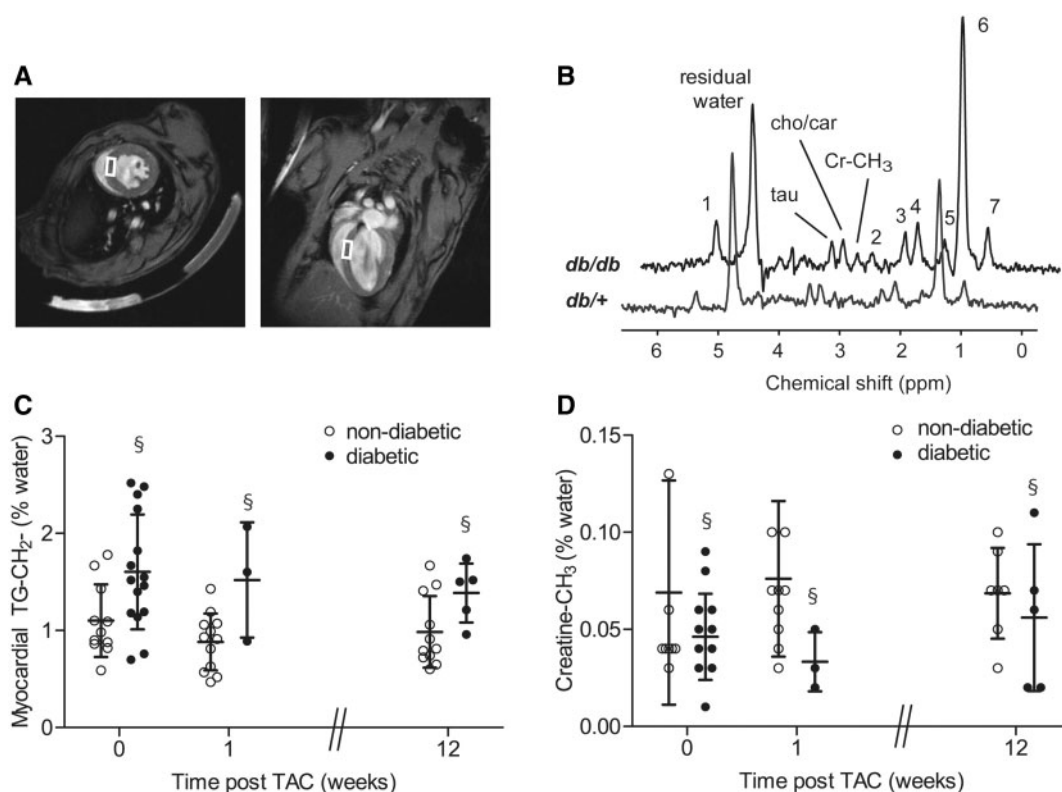 A
B
residual
water
cho/car
Cr-CH₃
tau
1
2
3
4
5
6
7
db/db
db/+
6 5 4 3 2 1 0
Chemical shift (ppm)
C
Myocardial TG-CH₂- (% water)
3
2
1
0
○ non-diabetic
● diabetic
§ § §
0 1 12
Time post TAC (weeks)
D
Creatine-CH₃ (% water)
0.15
0.10
0.05
0.00
○ non-diabetic
● diabetic
§ § §
0 1 12
Time post TAC (weeks)